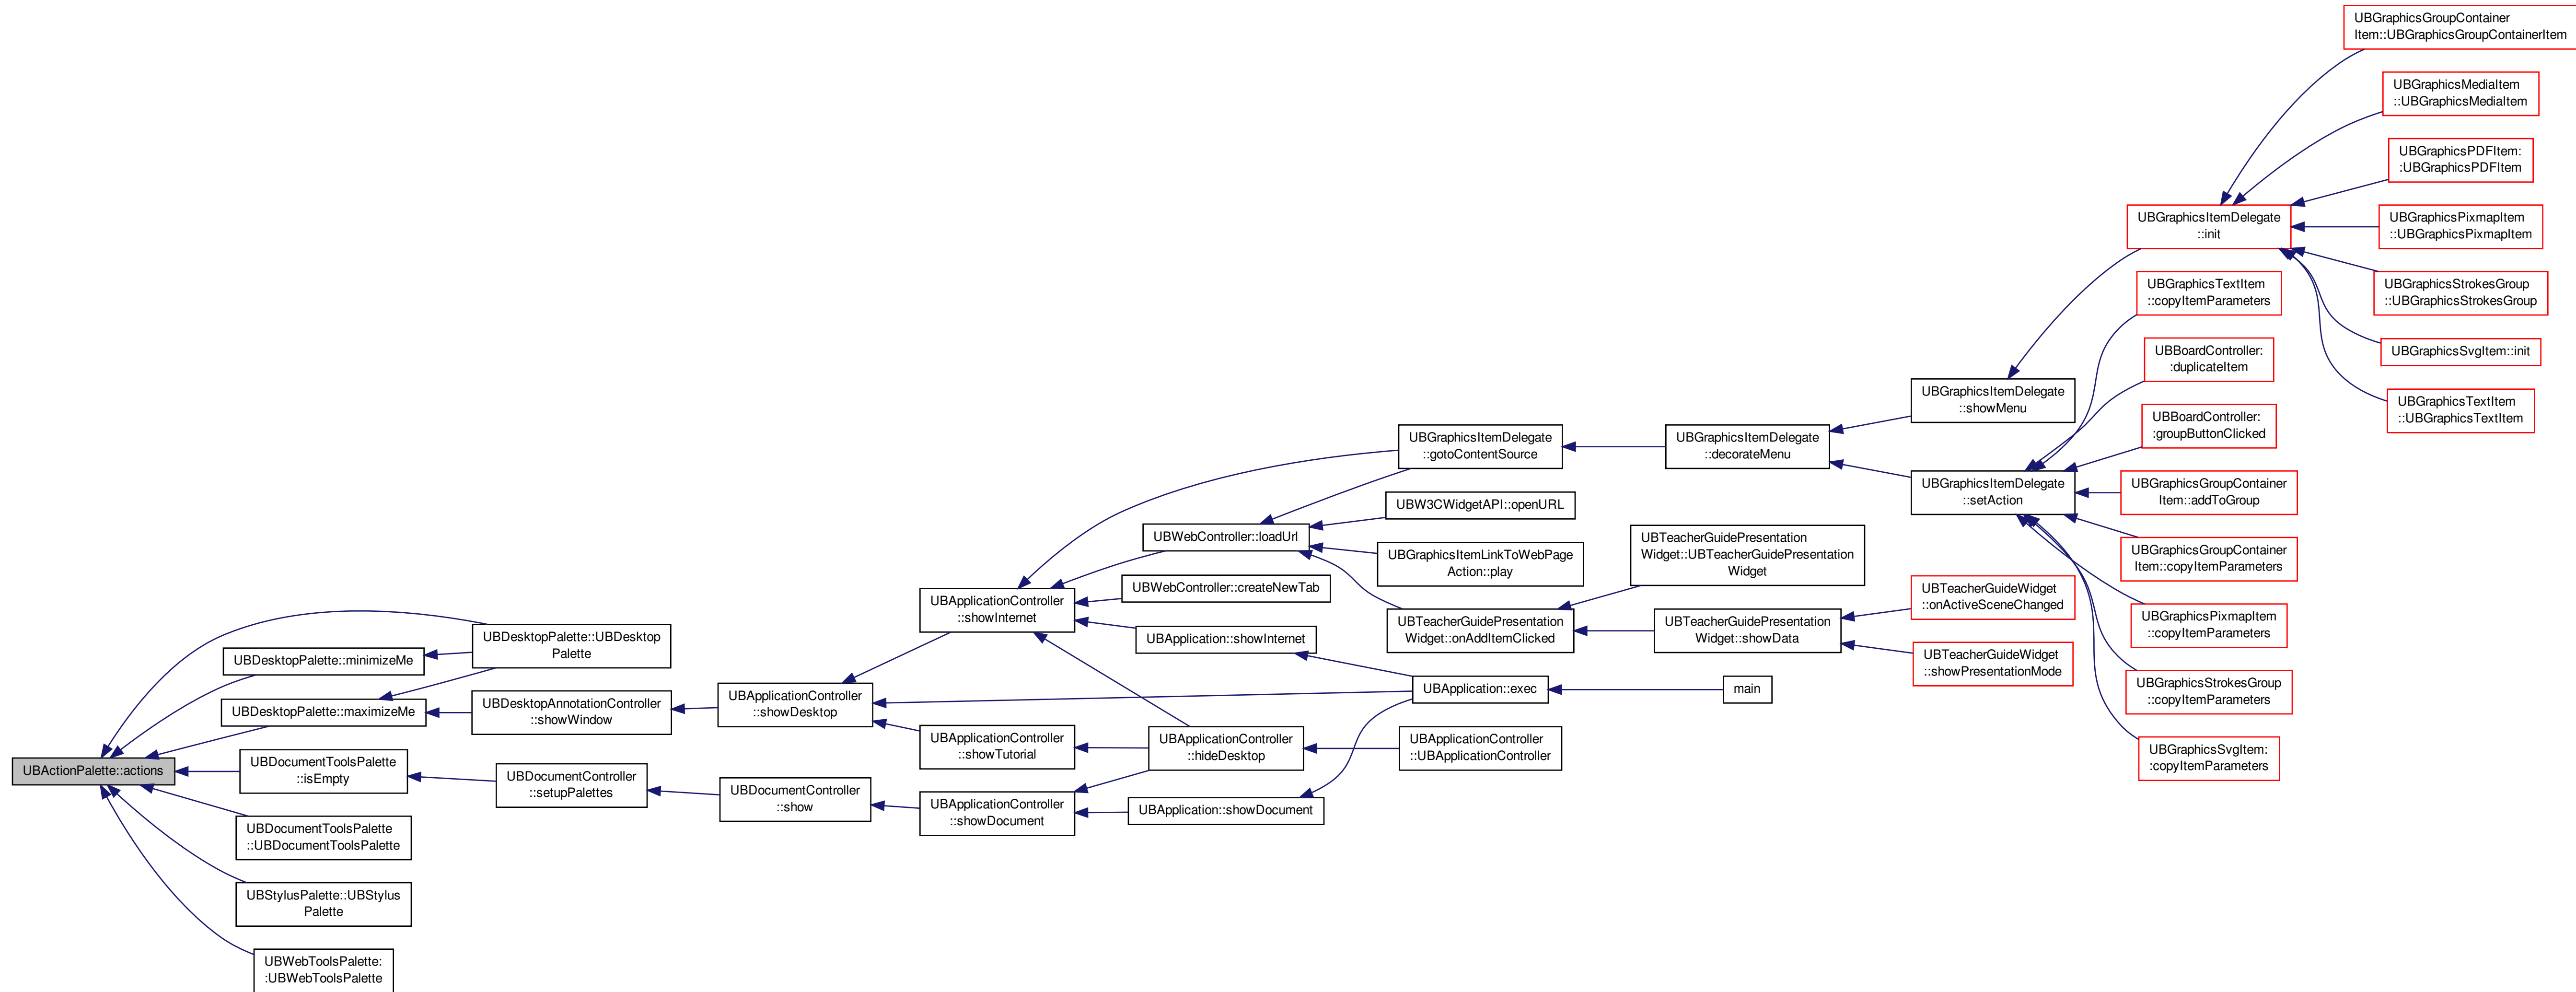 UBGraphicsGroupContainer
Item::UBGraphicsGroupContainerItem
UBGraphicsMediaItem
::UBGraphicsMediaItem
UBGraphicsPDFItem:
:UBGraphicsPDFItem
UBGraphicsItemDelegate
::init
UBGraphicsPixmapItem
::UBGraphicsPixmapItem
UBGraphicsStrokesGroup
::UBGraphicsStrokesGroup
UBGraphicsTextItem
::copyItemParameters
UBGraphicsSvgItem::init
UBBoardController:
:duplicateItem
UBGraphicsItemDelegate
::showMenu
UBGraphicsTextItem
::UBGraphicsTextItem
UBBoardController:
:groupButtonClicked
UBGraphicsItemDelegate
::gotoContentSource
UBGraphicsItemDelegate
::decorateMenu
UBGraphicsItemDelegate
::setAction
UBGraphicsGroupContainer
Item::addToGroup
UBW3CWidgetAPI::openURL
UBWebController::loadUrl
UBGraphicsItemLinkToWebPage
Action::play
UBTeacherGuidePresentation
Widget::UBTeacherGuidePresentation
Widget
UBGraphicsGroupContainer
Item::copyItemParameters
UBApplicationController
::showInternet
UBWebController::createNewTab
UBTeacherGuideWidget
::onActiveSceneChanged
UBGraphicsPixmapItem
::copyItemParameters
UBApplication::showInternet
UBTeacherGuidePresentation
Widget::onAddItemClicked
UBTeacherGuidePresentation
Widget::showData
UBTeacherGuideWidget
::showPresentationMode
UBDesktopPalette::UBDesktop
Palette
UBDesktopPalette::minimizeMe
UBGraphicsStrokesGroup
::copyItemParameters
UBDesktopPalette::maximizeMe
UBDesktopAnnotationController
::showWindow
UBApplicationController
::showDesktop
UBApplication::exec
main
UBApplicationController
::showTutorial
UBApplicationController
::hideDesktop
UBApplicationController
::UBApplicationController
UBGraphicsSvgItem:
:copyItemParameters
UBActionPalette::actions
UBDocumentToolsPalette
::isEmpty
UBDocumentController
::setupPalettes
UBDocumentController
::show
UBApplicationController
::showDocument
UBApplication::showDocument
UBDocumentToolsPalette
::UBDocumentToolsPalette
UBStylusPalette::UBStylus
Palette
UBWebToolsPalette:
:UBWebToolsPalette